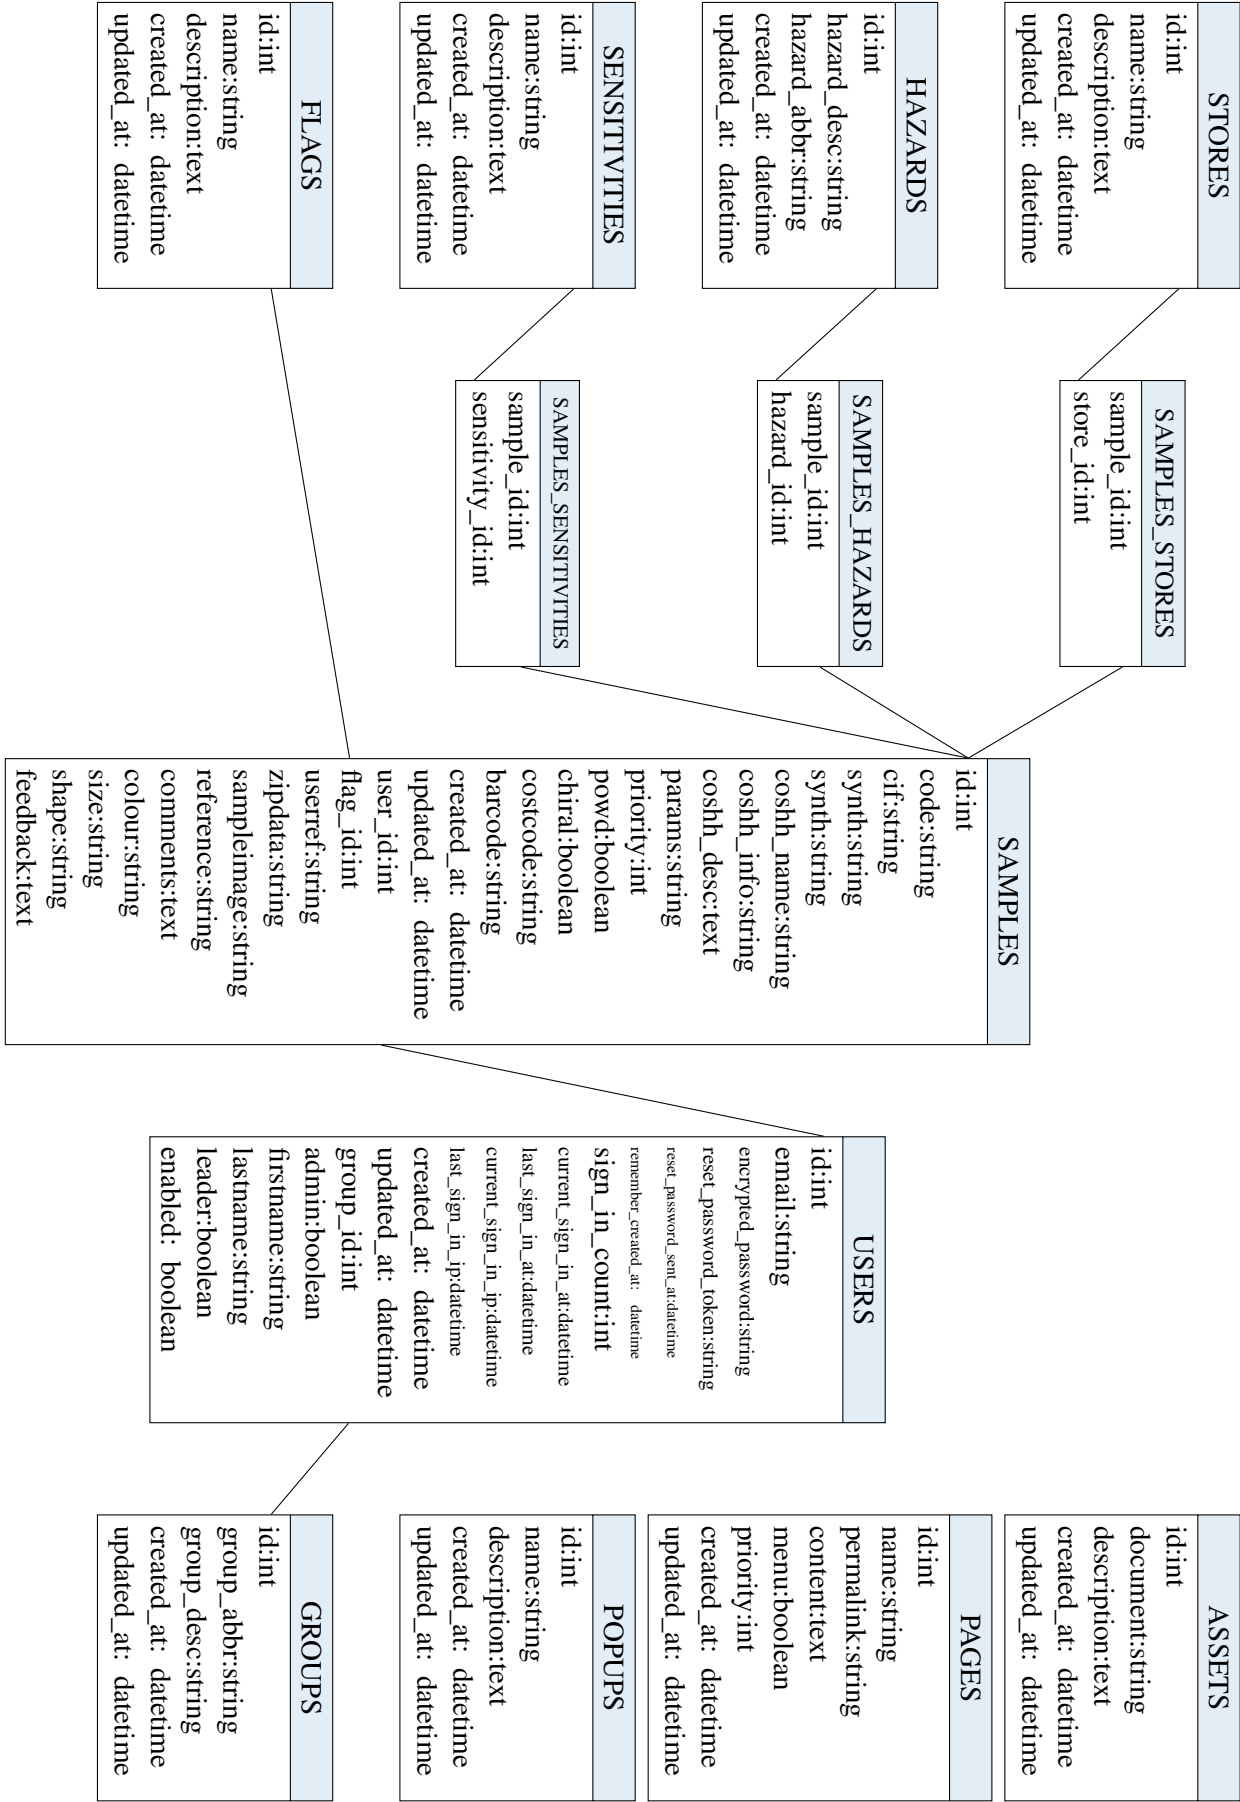 STORES
id:int
name:string
description:text
created_at: datetime
updated_at: datetime
HAZARDS
id:int
hazard_desc:string
hazard_abbr:string
created_at: datetime
updated_at: datetime
SENSITIVITIES
id:int
name:string
description:text
created_at: datetime
updated_at: datetime
FLAGS
id:int
name:string
description:text
created_at: datetime
updated_at: datetime
SAMPLES_STORES
sample_id:int
store_id:int
SAMPLES_HAZARDS
sample_id:int
hazard_id:int
SAMPLES_SENSITIVITIES
sample_id:int
sensitivity_id:int
SAMPLES
id:int
code:string
cif:string
synth:string
synth:string
coshh_name:string
coshh_info:string
coshh_desc:text
params:string
priority:int
powd:boolean
chiral:boolean
costcode:string
barcode:string
created_at: datetime
updated_at: datetime
user_id:int
flag_id:int
userref:string
zipdata:string
sampleimage:string
reference:string
comments:text
colour:string
size:string
shape:string
feedback:text
USERS
id:int
email:string
encrypted_password:string
reset_password_token:string
reset_password_sent_at:datetime
remember_created_at: datetime
sign_in_count:int
current_sign_in_at:datetime
last_sign_in_at:datetime
current_sign_in_ip:datetime
last_sign_in_ip:datetime
created_at: datetime
updated_at: datetime
group_id:int
admin:boolean
firstname:string
lastname:string
leader:boolean
enabled: boolean
ASSETS
id:int
document:string
description:text
created_at: datetime
updated_at: datetime
PAGES
id:int
name:string
permalink:string
content:text
menu:boolean
priority:int
created_at: datetime
updated_at: datetime
POPUPS
id:int
name:string
description:text
created_at: datetime
updated_at: datetime
GROUPS
id:int
group_abbr:string
group_desc:string
created_at: datetime
updated_at: datetime